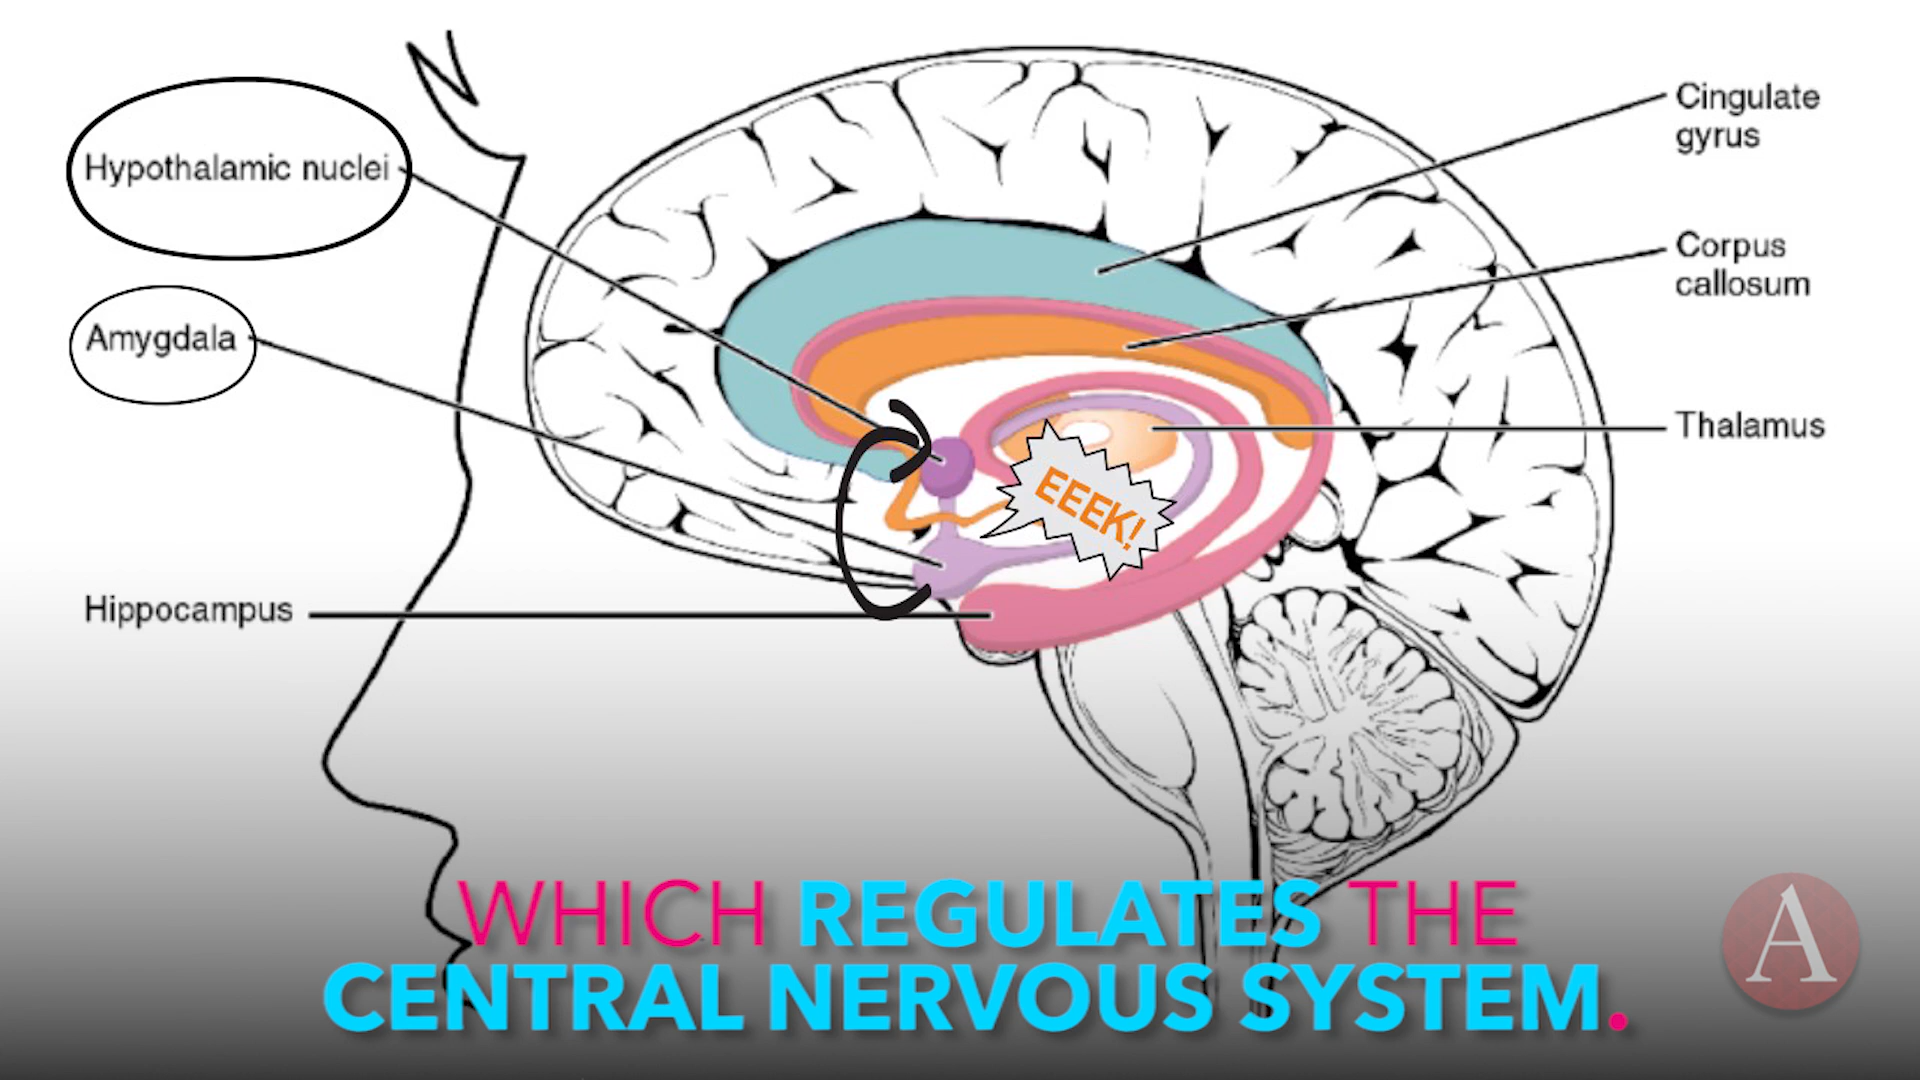 Hypothalamic nuclei
Amygdala
Hippocampus
Cingulate
gyrus
Corpus
callosum
Thalamus
EEEK!
WHICH REGULATES THE
CENTRAL NERVOUS SYSTEM.
A